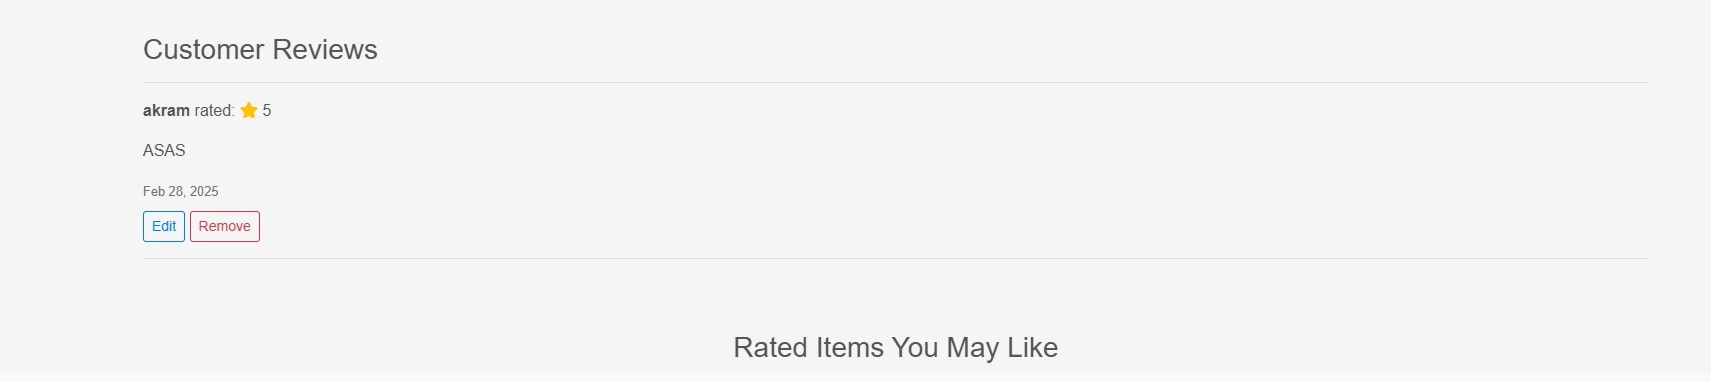 Customer Reviews
akram rated: 5
ASAS
Feb 28, 2025
Edit Remove
Rated Items You May Like